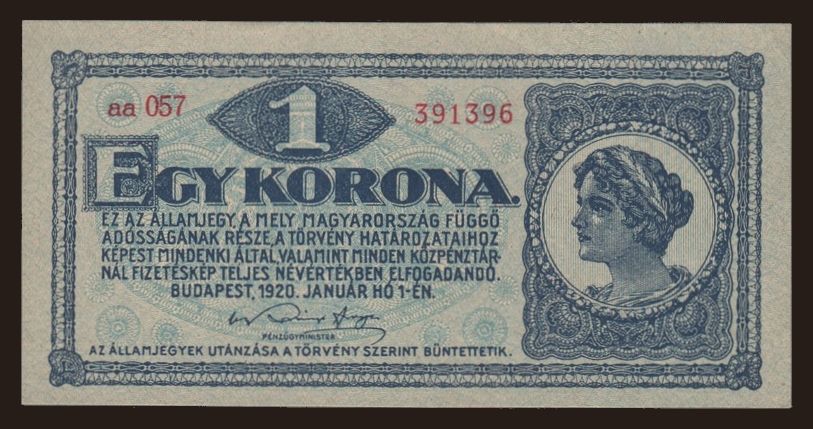 aa 057
1
391396
EGY KORONA.
EZ AZ ÁLLAMJEGY, A MELY MAGYARORSZÁG FÜGGŐ
ADÓSSÁGÁNAK RÉSZE, A TÖRVÉNY HATÁROZATAIHOZ
KÉPEST MINDENKI ÁLTAL, VALAMINT MINDEN KÖZPÉNZTÁR-
NÁL FIZETÉSKÉP TELJES NÉVÉRTÉKBEN ELFOGADANDÓ.
BUDAPEST, 1920. JANUÁR HÓ 1-ÉN.
PÉNZÜGYMINISTER
AZ ÁLLAMJEGYEK UTÁNZÁSA A TÖRVÉNY SZERINT BÜNTETTETIK.